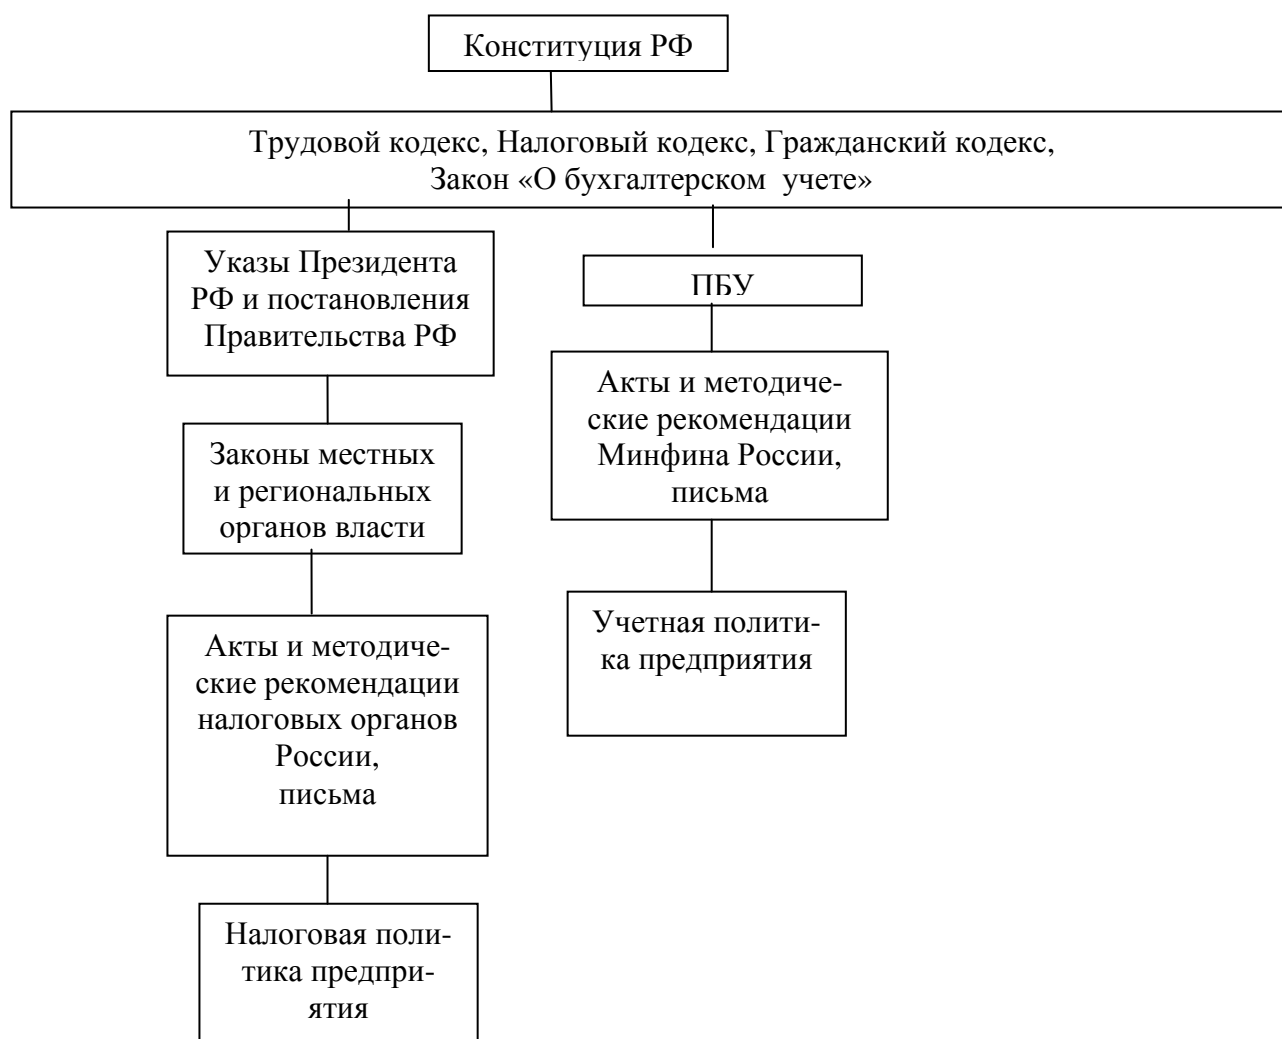 Конституция РФ
Трудовой кодекс, Налоговый кодекс, Гражданский кодекс,
Закон «О бухгалтерском учете»
Указы Президента
РФ и постановления
Правительства РФ
ПБУ
Акты и методиче-
ские рекомендации
Минфина России,
письма
Законы местных
и региональных
органов власти
Учетная полити-
ка предприятия
Акты и методиче-
ские рекомендации
налоговых органов
России,
письма
Налоговая поли-
тика предпри-
ятия